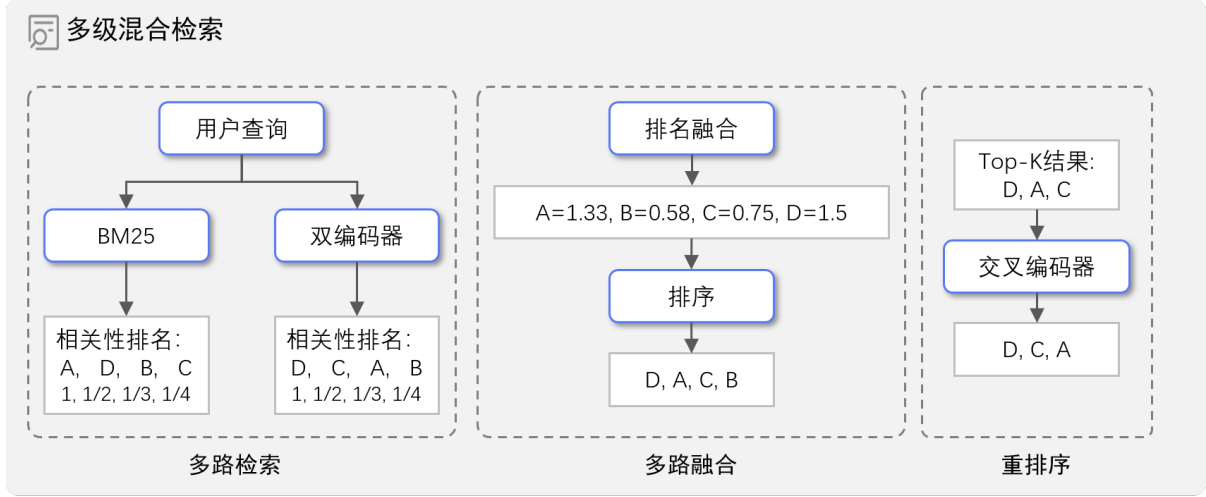 多级混合检索
用户查询
BM25
双编码器
相关性排名:
A, D, B, C
1, 1/2, 1/3, 1/4
相关性排名:
D, C, A, B
1, 1/2, 1/3, 1/4
多路检索
排名融合
A=1.33, B=0.58, C=0.75, D=1.5
排序
D, A, C, B
多路融合
Top-K结果:
D, A, C
交叉编码器
D, C, A
重排序